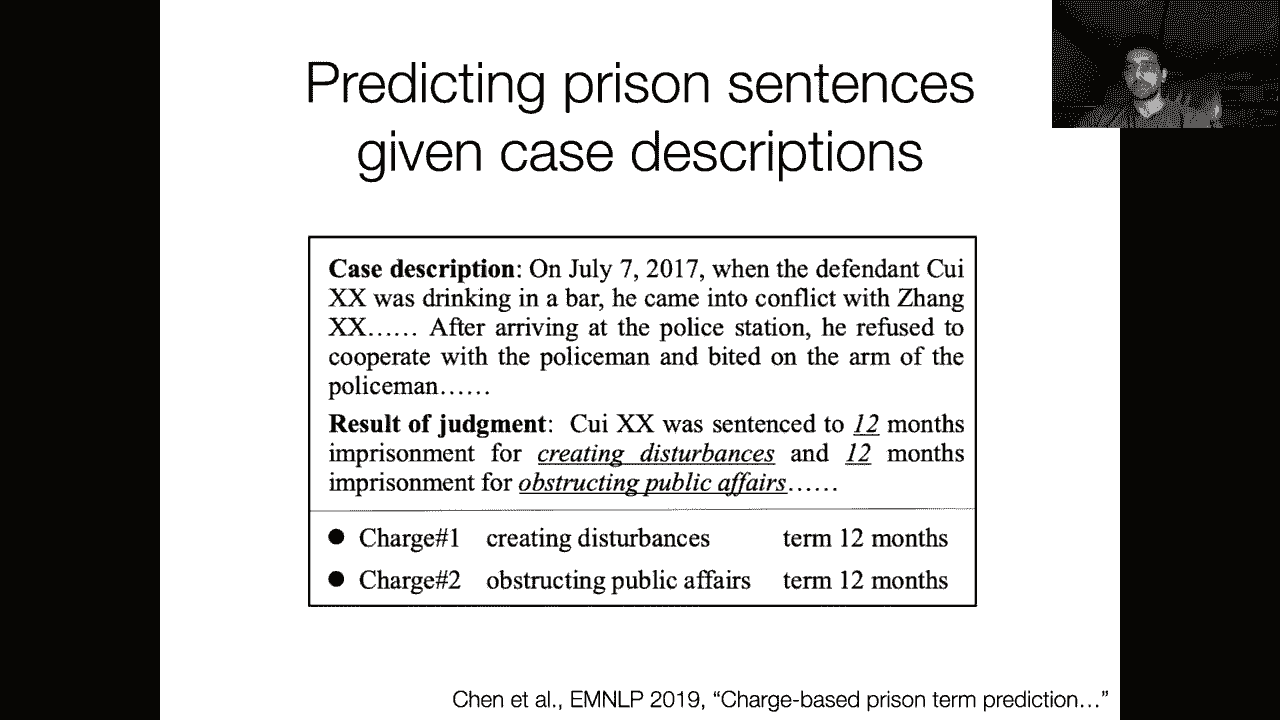 Predicting prison sentences
given case descriptions
Case description: On July 7, 2017, when the defendant Cui
XX was drinking in a bar, he came into conflict with Zhang
XX...... After arriving at the police station, he refused to
cooperate with the policeman and bited on the arm of the
policeman......
Result of judgment: Cui XX was sentenced to 12 months
imprisonment for creating disturbances and 12 months
imprisonment for obstructing public affairs......
● Charge#1 creating disturbances term 12 months
● Charge#2 obstructing public affairs term 12 months
Chen et al., EMNLP 2019, “Charge-based prison term prediction…”